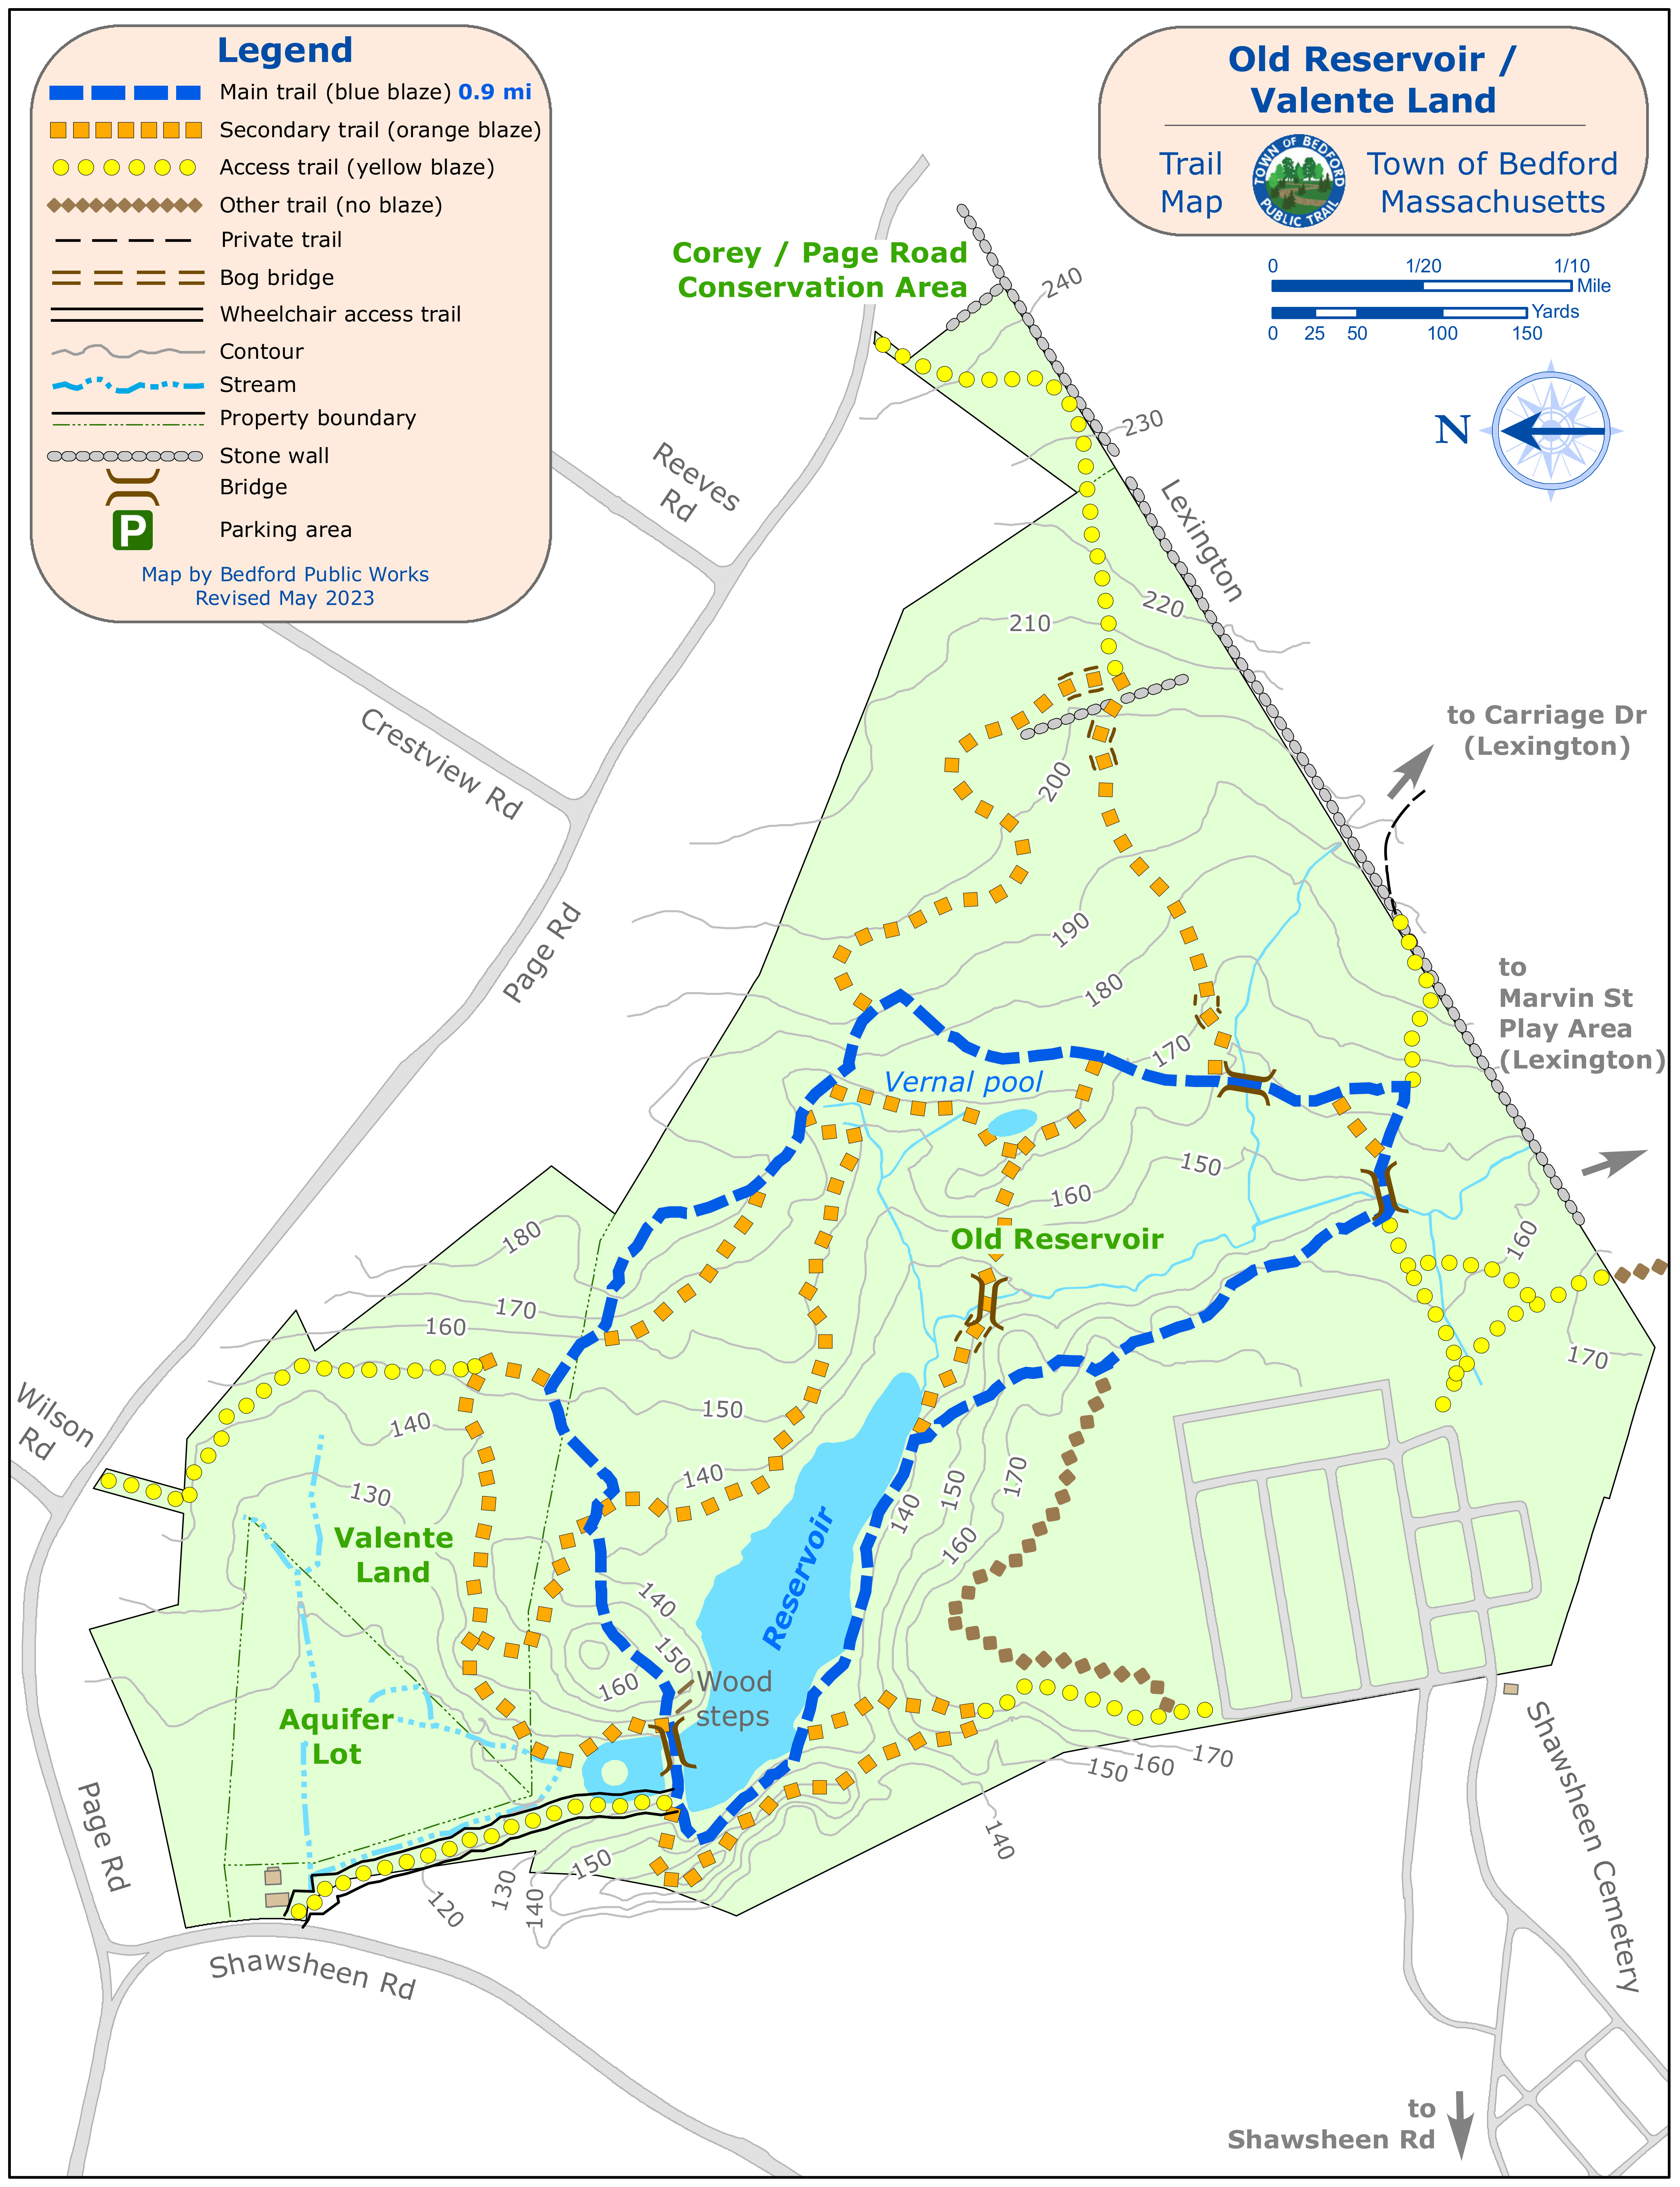 Legend
Main trail (blue blaze) 0.9 mi
Secondary trail (orange blaze)
Access trail (yellow blaze)
Other trail (no blaze)
Private trail
Bog bridge
Wheelchair access trail
Contour
Stream
Property boundary
Stone wall
Bridge
P
Parking area
Map by Bedford Public Works
Revised May 2023
Old Reservoir /
Valente Land
Trail
Map
TOWN OF BEDFORD
PUBLIC TRAIL
Town of Bedford
Massachusetts
0 1/20 1/10
Mile
Yards
0 25 50 100 150
N
Corey / Page Road
Conservation Area
240
230
Reeves
Rd
Lexington
220
210
to Carriage Dr
(Lexington)
Crestview Rd
200
Page Rd
190
to
Marvin St
Play Area
(Lexington)
180
170
Vernal pool
150
160
Old Reservoir
180
160
170
160
170
Wilson
Rd
150
140
140
130
150
170
140
160
Valente
Land
Reservoir
140
150
160
Wood
steps
Aquifer
Lot
150
160
170
Shawsheen Cemetery
140
Page Rd
150
130
140
120
Shawsheen Rd
to
Shawsheen Rd